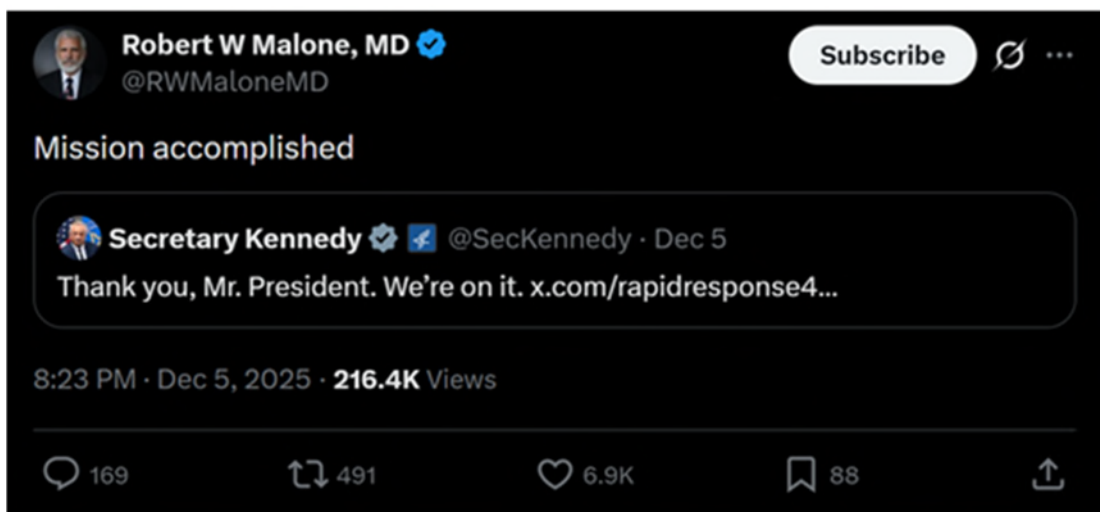 Robert W Malone, MD
Subscribe
@RWMaloneMD
Mission accomplished
Secretary Kennedy @SecKennedy · Dec 5
Thank you, Mr. President. We’re on it. x.com/rapidresponse4...
8:23 PM · Dec 5, 2025 · 216.4K Views
169 491 6.9K 88